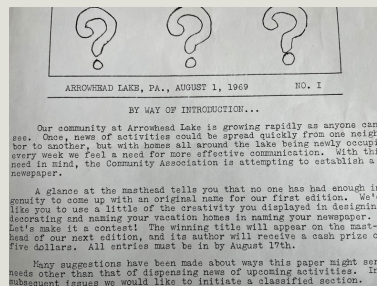 ? ? ?
ARROWHEAD LAKE, PA., AUGUST 1, 1969 NO. I
BY WAY OF INTRODUCTION...
Our community at Arrowhead Lake is growing rapidly as anyone can
see. Once, news of activities could be spread quickly from one neigh
bor to another, but with homes all around the lake being newly occupi
every week we feel a need for more effective communication. With thi
need in mind, the Community Association is attempting to establish a
newspaper.
A glance at the masthead tells you that no one has had enough i
genuity to come up with an original name for our first edition. We'
like you to use a little of the creativity you displayed in designin
decorating and naming your vacation homes in naming your newspaper.
Let's make it a contest! The winning title will appear on the mast-
head of our next edition, and its author will receive a cash prize o
five dollars. All entries must be in by August 17th.
Many suggestions have been made about ways this paper might ser
needs other than that of dispensing news of upcoming activities. In
subsequent issues we would like to initiate a classified section.